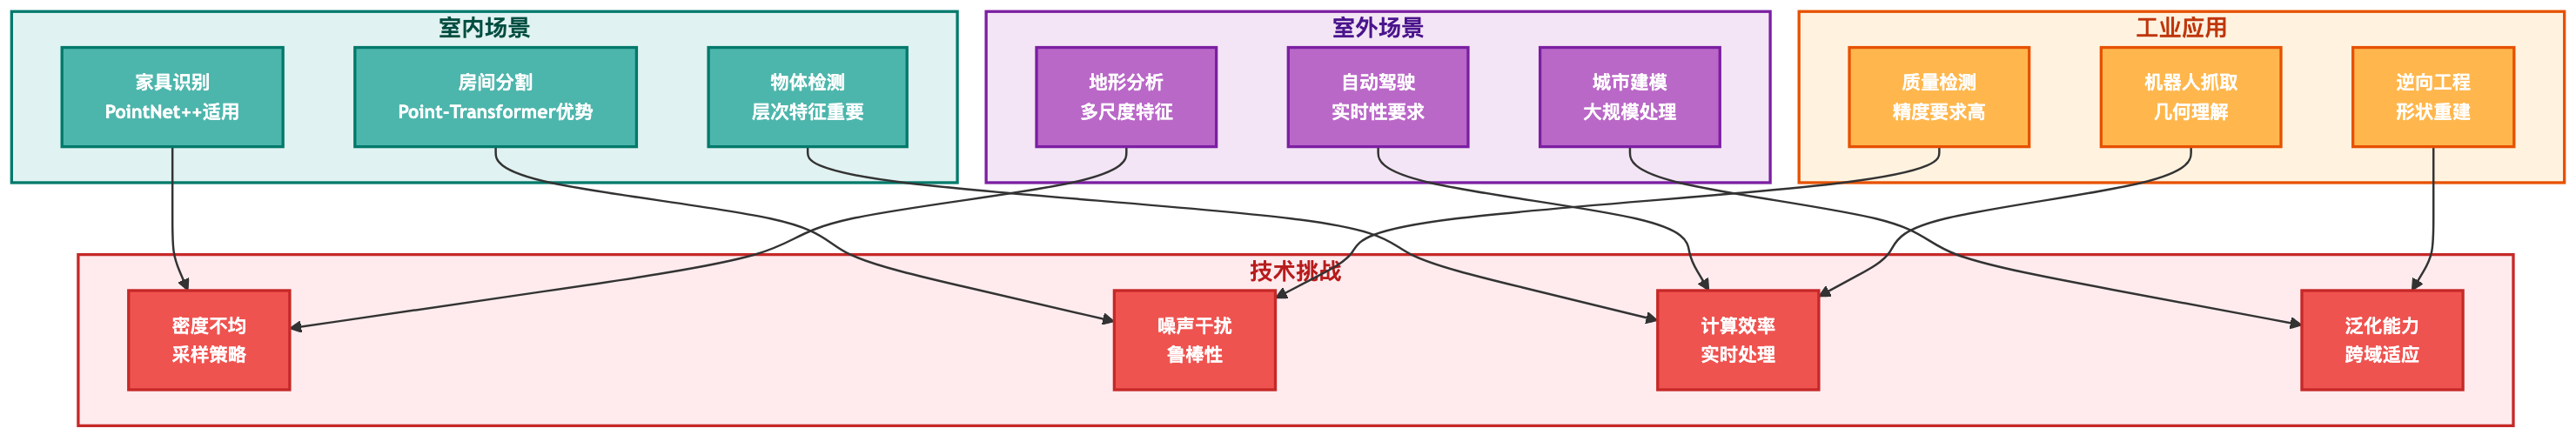 室内场景
家具识别
PointNet++适用
房间分割
Point-Transformer优势
物体检测
层次特征重要
室外场景
地形分析
多尺度特征
自动驾驶
实时性要求
城市建模
大规模处理
工业应用
质量检测
精度要求高
机器人抓取
几何理解
逆向工程
形状重建
技术挑战
密度不均
采样策略
噪声干扰
鲁棒性
计算效率
实时处理
泛化能力
跨域适应